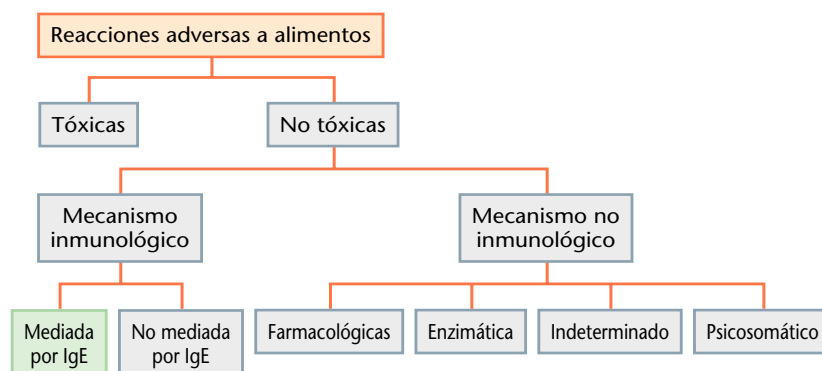 Reacciones adversas a alimentos
Tóxicas
No tóxicas
Mecanismo
inmunológico
Mecanismo no
inmunológico
Mediada
por IgE
No mediada
por IgE
Farmacológicas
Enzimática
Indeterminado
Psicosomático